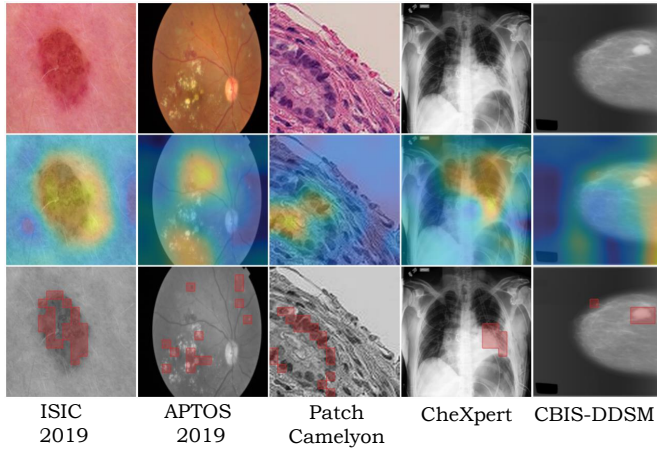 ISIC
2019
APTOS
2019
Patch
Camelyon
CheXpert
CBIS-DDSM